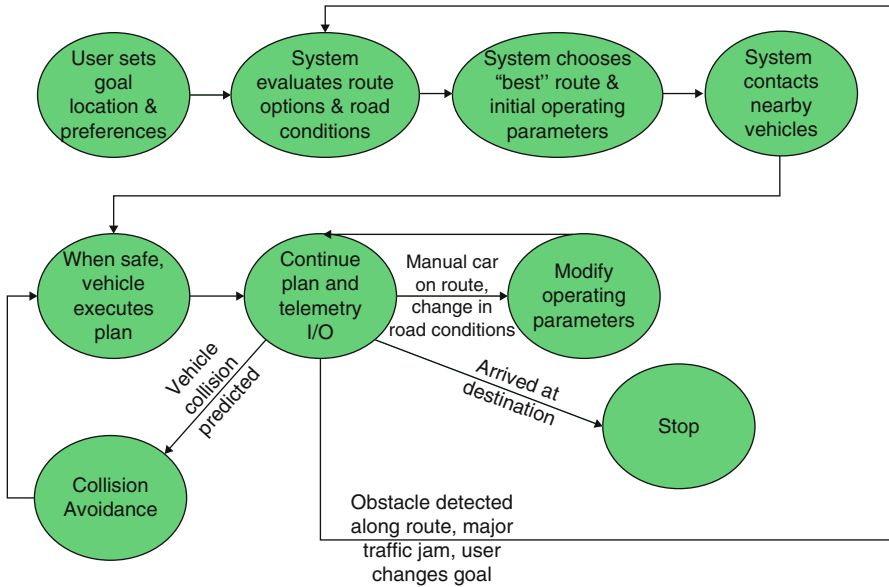 User sets
goal
location &
preferences
System
evaluates route
options & road
conditions
System chooses
“best’’ route &
initial operating
parameters
System
contacts
nearby
vehicles
When safe,
vehicle
executes
plan
Continue
plan and
telemetry
I/O
Manual car
on route,
change in
road conditions
Modify
operating
parameters
Vehicle
collision
predicted
Arrived at
destination
Stop
Collision
Avoidance
Obstacle detected
along route, major
traffic jam, user
changes goal